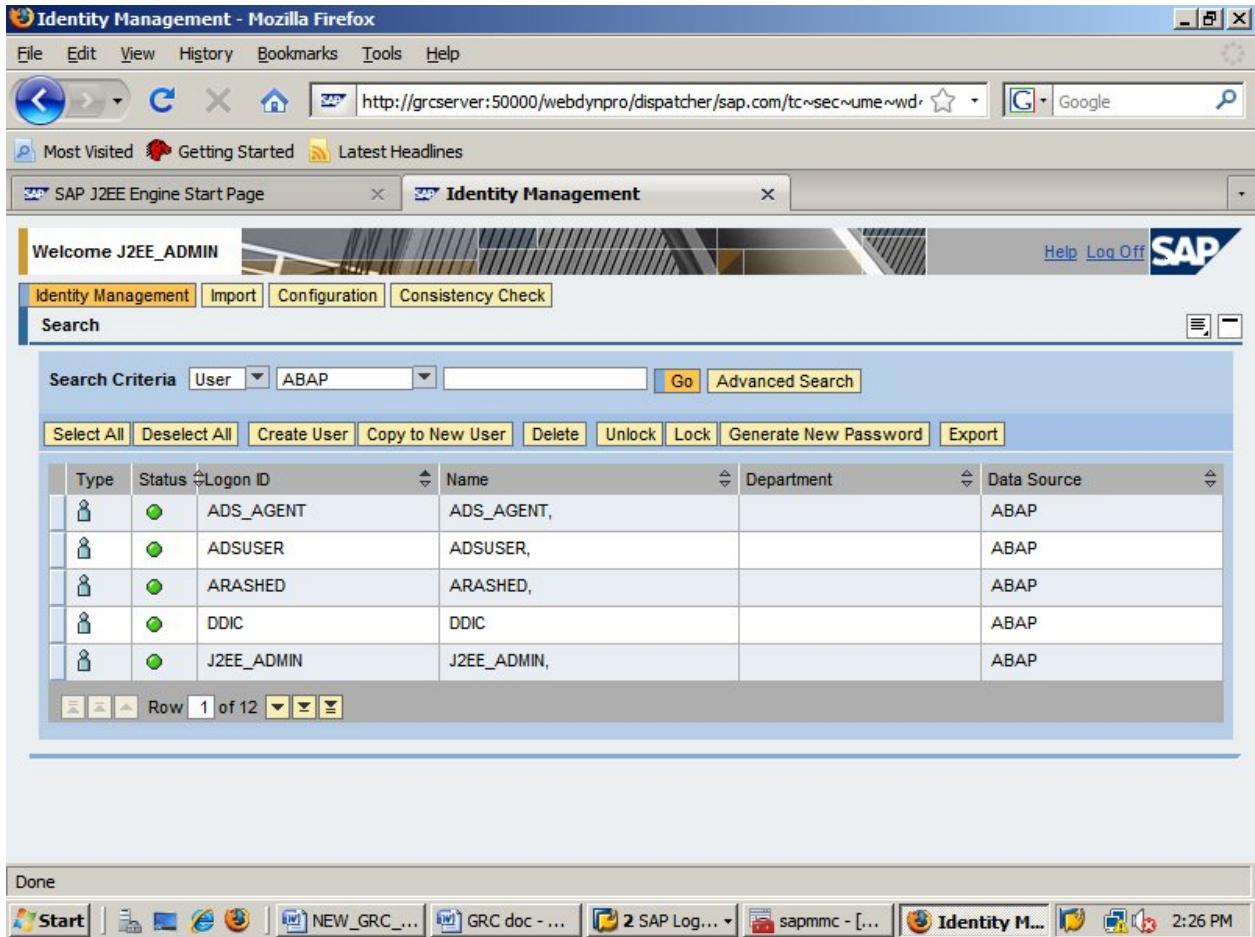 Identity Management - Mozilla Firefox
File Edit View History Bookmarks Tools Help
http://grcserver:50000/webdynpro/dispatcher/sap.com/tc~sec~ume~wd G Google
Most Visited Getting Started Latest Headlines
SAP J2EE Engine Start Page Identity Management
Welcome J2EE_ADMIN Help Log Off SAP
Identity Management Import Configuration Consistency Check
Search
Search Criteria User ABAP Go Advanced Search
Select All Deselect All Create User Copy to New User Delete Unlock Lock Generate New Password Export
Type Status Logon ID Name Department Data Source
ADS_AGENT ADS_AGENT, ABAP
ADSUSER ADSUSER, ABAP
ARASHED ARASHED, ABAP
DDIC DDIC ABAP
J2EE_ADMIN J2EE_ADMIN, ABAP
Row 1 of 12
Done
Start NEW_GRC_... GRC doc - ... 2 SAP Log... sapmmc - [... Identity M... 2:26 PM